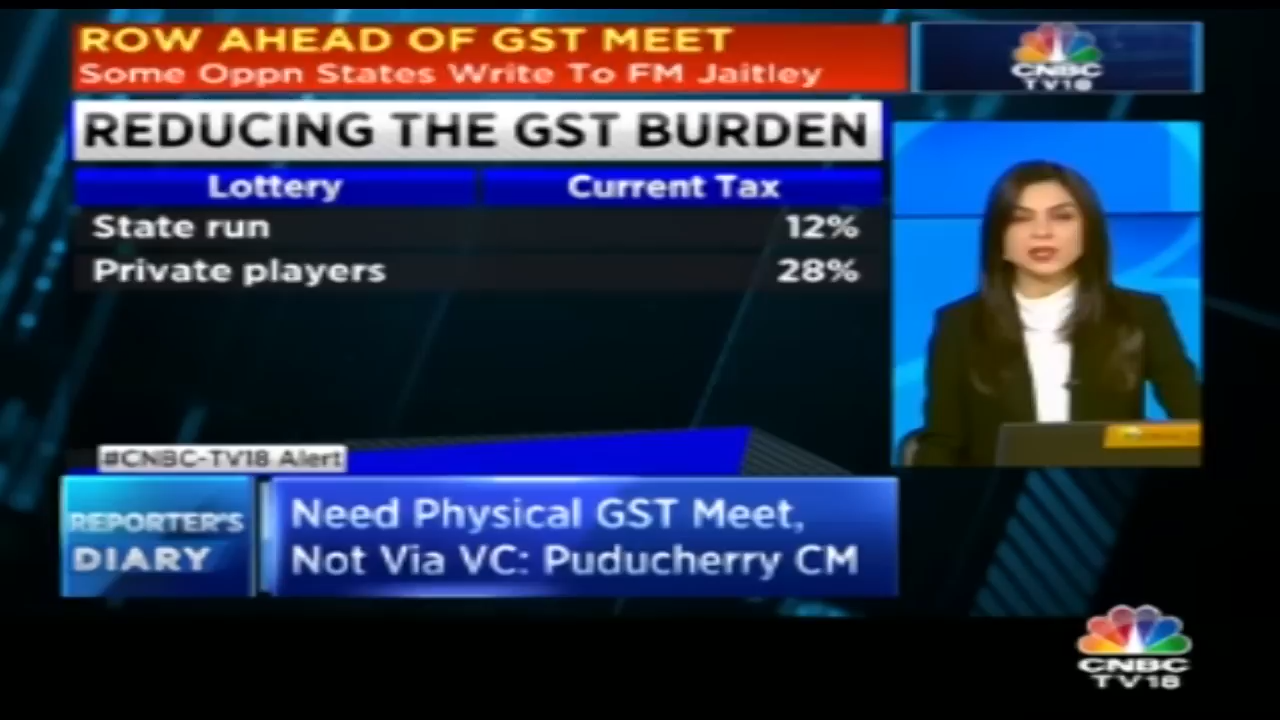 ROW AHEAD OF GST MEET
Some Oppn States Write To FM Jaitley
CNBC
TV18
REDUCING THE GST BURDEN
Lottery Current Tax
State run 12%
Private players 28%
#CNBC-TV18 Alert
REPORTER'S
DIARY
Need Physical GST Meet,
Not Via VC: Puducherry CM
CNBC
TV18